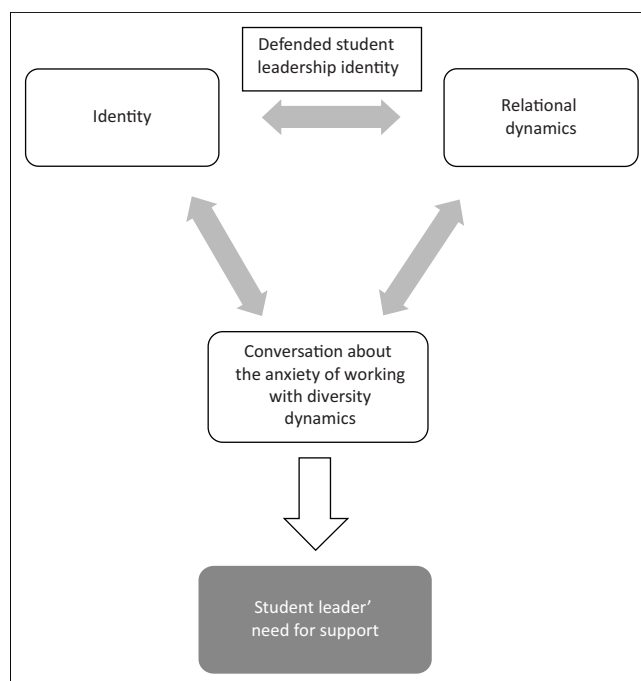 Defended student
leadership identity
Identity
Relational
dynamics
Conversation about
the anxiety of working
with diversity
dynamics
Student leader’
need for support